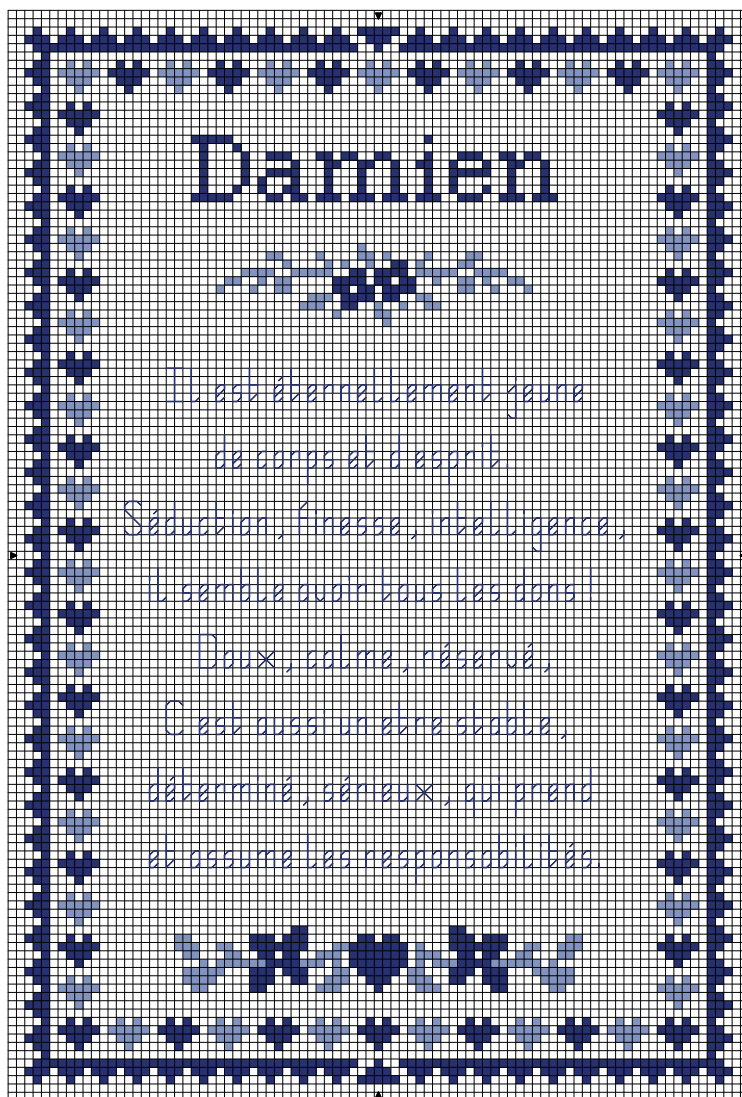 Damien
Il est éternellement jeune
de corps et d esprit.
Séduction, finesse, intelligence,
il semble avoir tous les dons !
Doux, calme, réservé,
C est aussi un etre stable,
déterminé, sérieux, qui prend
et assume les responsabilités.